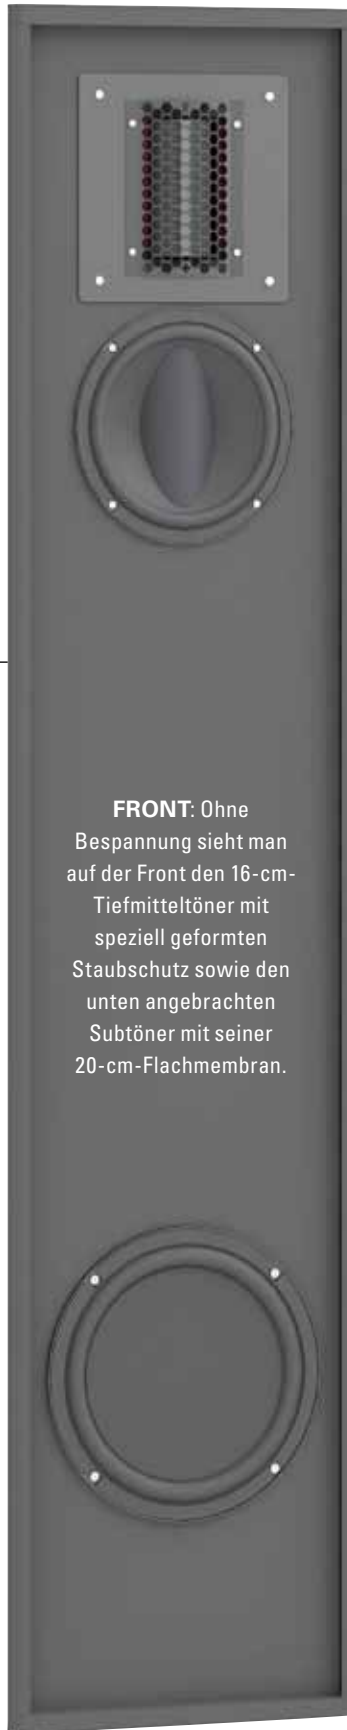 FRONT: Ohne
Bespannung sieht man
auf der Front den 16-cm-
Tiefmitteltöner mit
speziell geformten
Staubschutz sowie den
unten angebrachten
Subtöner mit seiner
20-cm-Flachmembran.